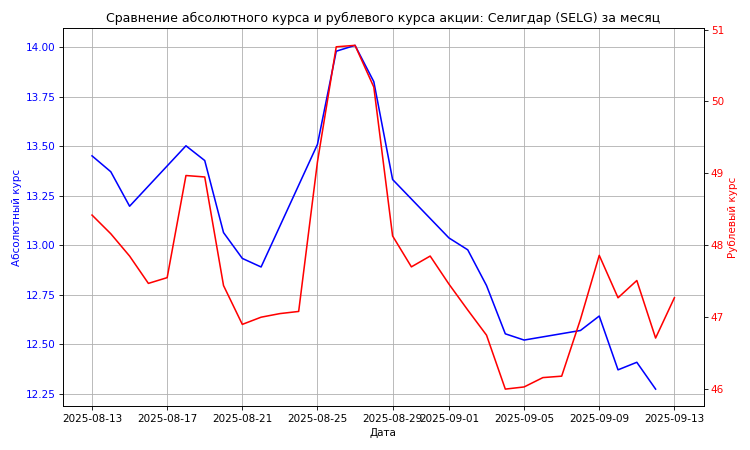 Сравнение абсолютного курса и рублевого курса акции: Селигдар (SELG) за месяц
14.00
13.75
13.50
13.25
13.00
12.75
12.50
12.25
Абсолютный курс
51
50
49
48
47
46
Рублевый курс
2025-08-13 2025-08-17 2025-08-21 2025-08-25 2025-08-29 2025-09-01 2025-09-05 2025-09-09 2025-09-13
Дата